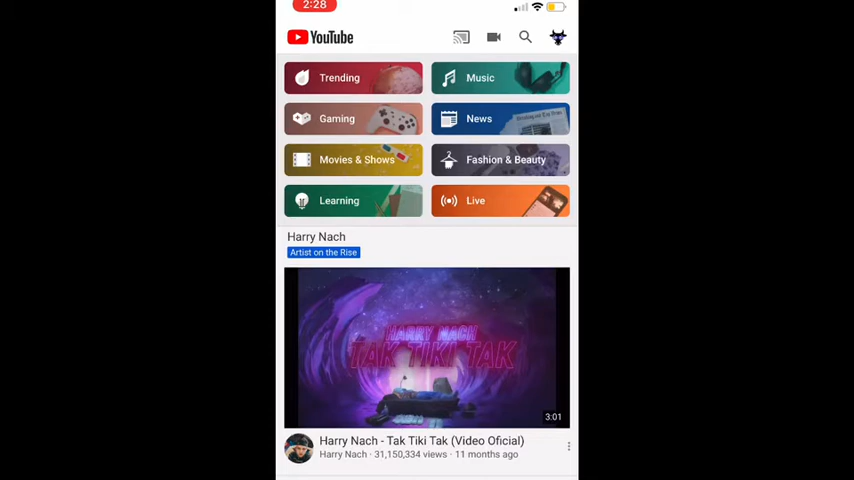 2:28
YouTube
Trending
Music
Gaming
News
Movies & Shows
Fashion & Beauty
Learning
Live
Harry Nach
Artist on the Rise
HARRY NACH
TAK TIKI TAK
3:01
Harry Nach - Tak Tiki Tak (Video Oficial)
Harry Nach · 31,150,334 views · 11 months ago